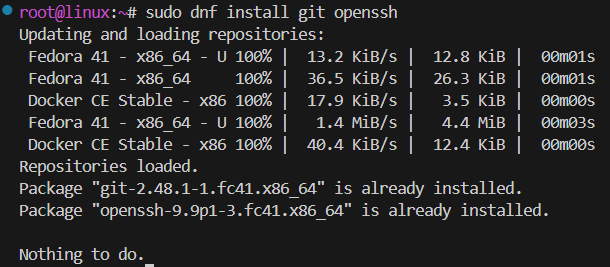 root@linux:~# sudo dnf install git openssh
Updating and loading repositories:
 Fedora 41 - x86_64 - U 100% |  13.2 KiB/s |  12.8 KiB |  00m01s
 Fedora 41 - x86_64     100% |  36.5 KiB/s |  26.3 KiB |  00m01s
 Docker CE Stable - x86 100% |  17.9 KiB/s |   3.5 KiB |  00m00s
 Fedora 41 - x86_64 - U 100% |   1.4 MiB/s |   4.4 MiB |  00m03s
 Docker CE Stable - x86 100% |  40.4 KiB/s |  12.4 KiB |  00m00s
Repositories loaded.
Package "git-2.48.1-1.fc41.x86_64" is already installed.
Package "openssh-9.9p1-3.fc41.x86_64" is already installed.

Nothing to do.